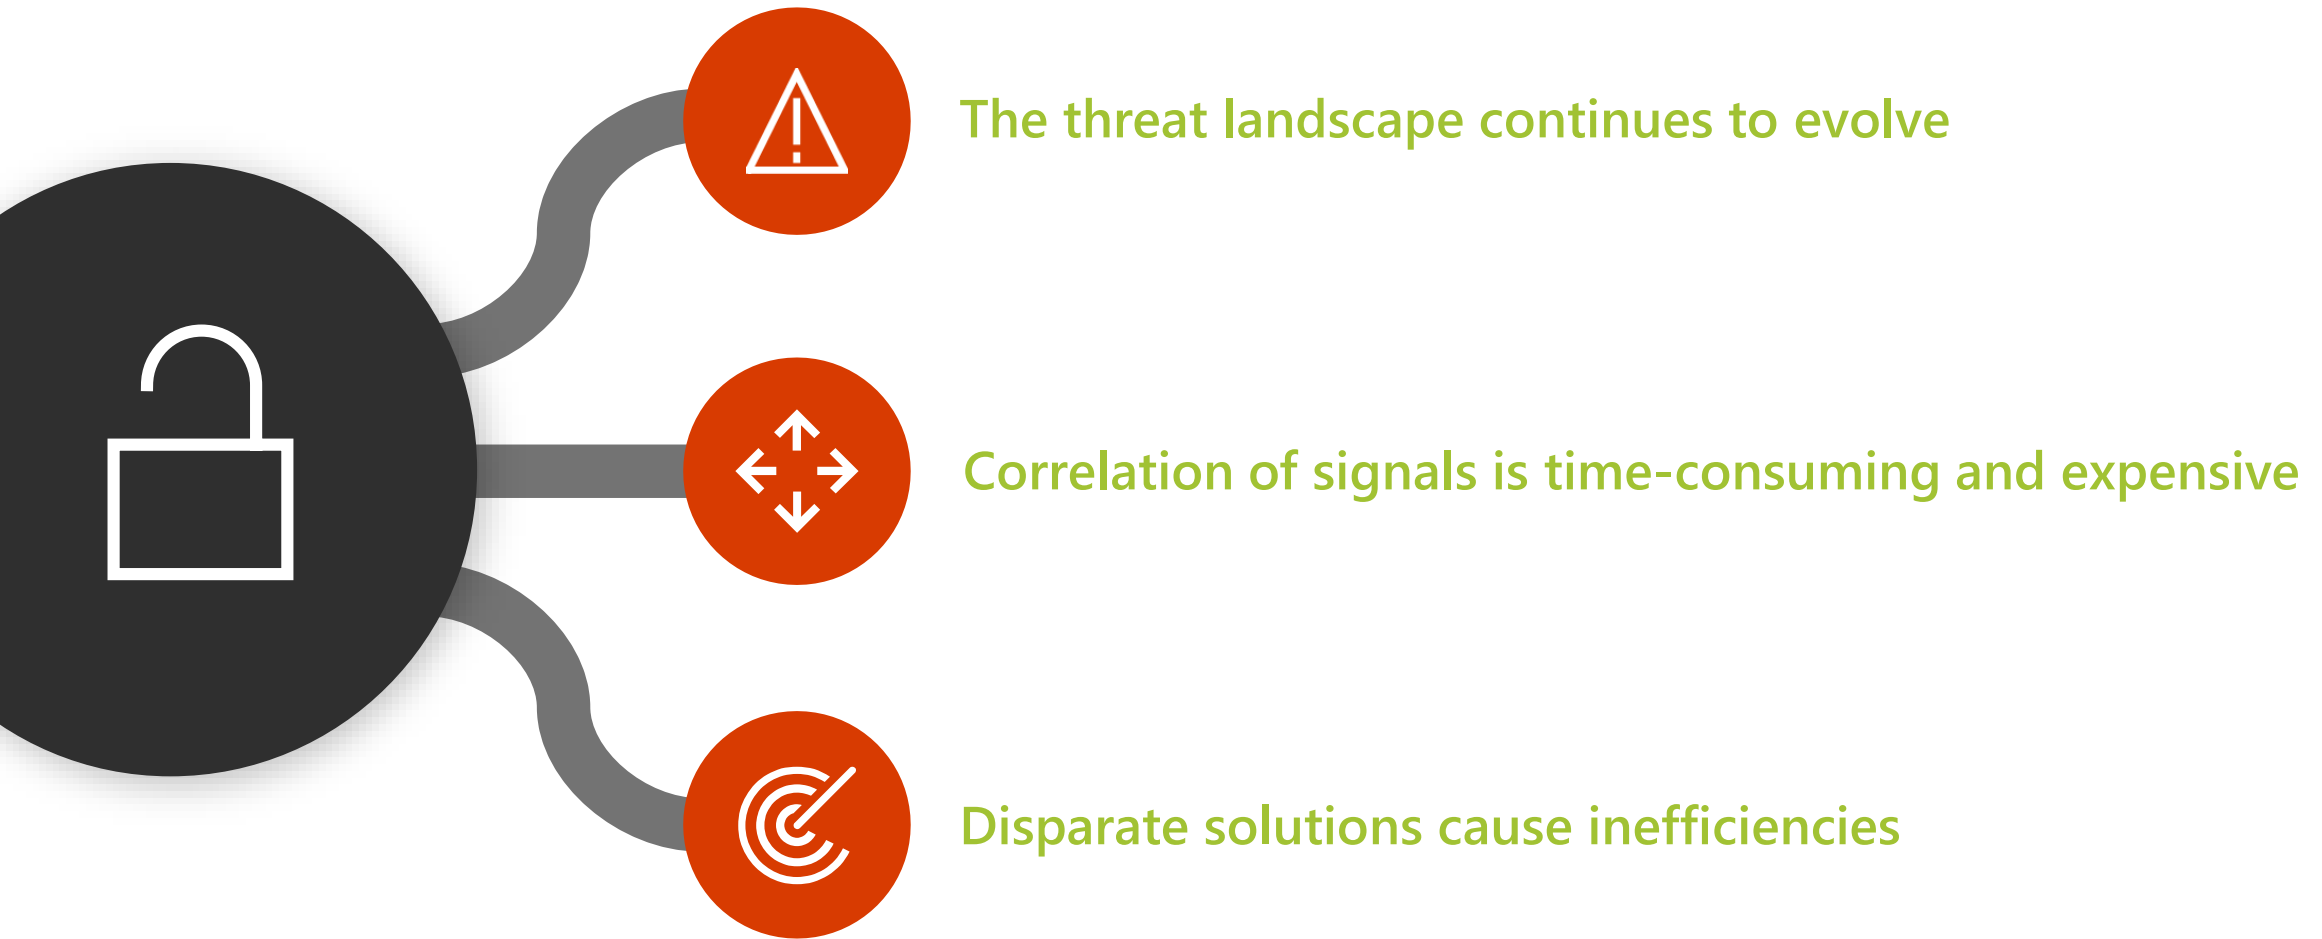 The threat landscape continues to evolve
Correlation of signals is time-consuming and expensive
Disparate solutions cause inefficiencies